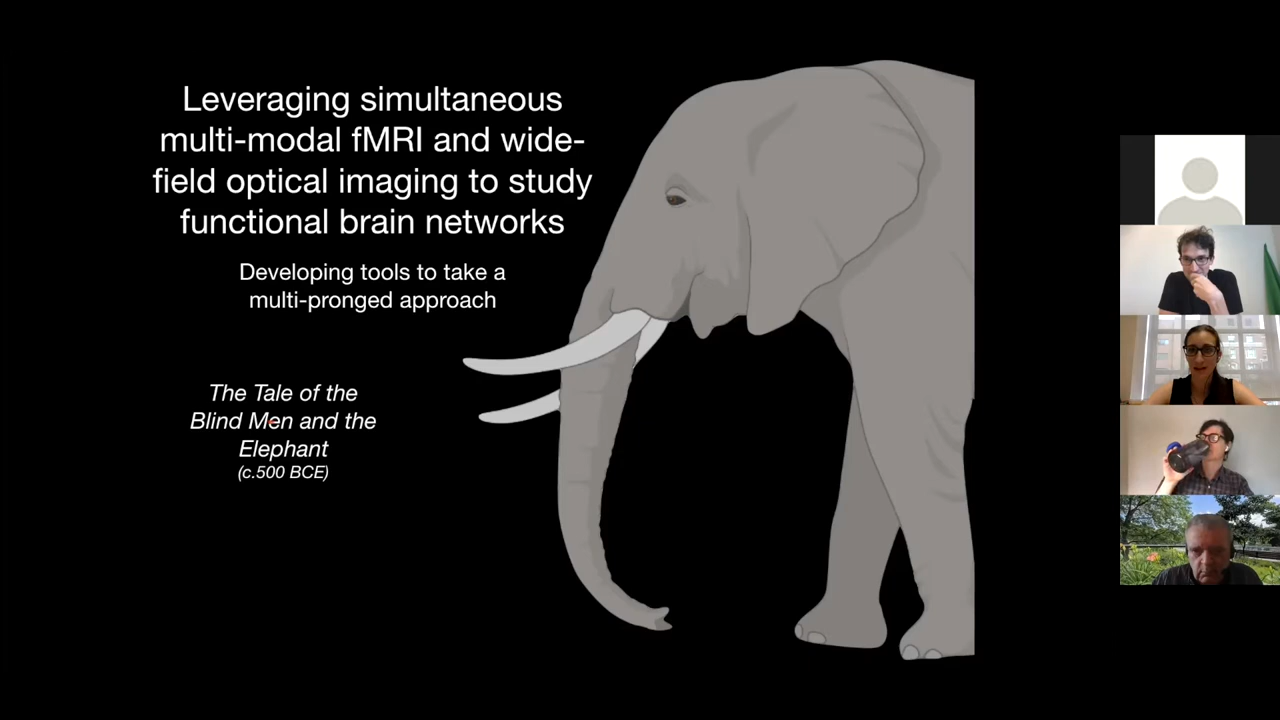 Leveraging simultaneous
multi-modal fMRI and wide-
field optical imaging to study
functional brain networks
Developing tools to take a
multi-pronged approach
The Tale of the
Blind Men and the
Elephant
(c.500 BCE)